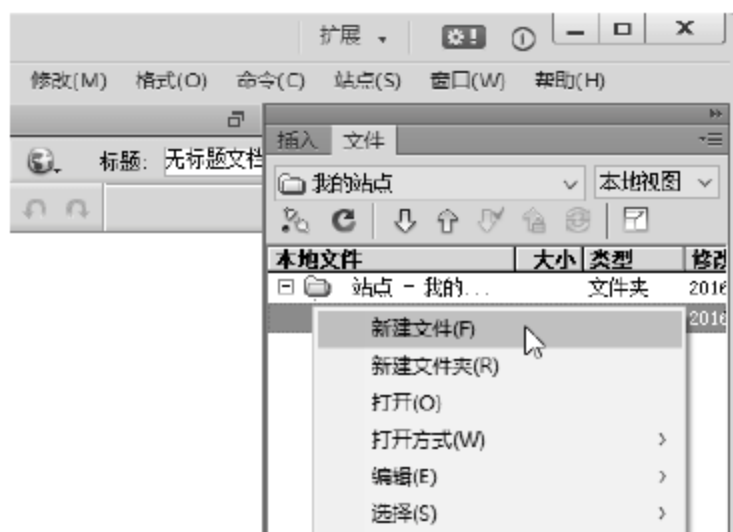 扩展
修改(M) 格式(O) 命令(C) 站点(S) 窗口(W) 帮助(H)
插入 文件
标题: 无标题文档
我的站点 本地视图
本地文件 大小 类型 修改
站点 - 我的... 文件夹 2016
2016
新建文件(F)
新建文件夹(R)
打开(O)
打开方式(W)
编辑(E)
选择(S)